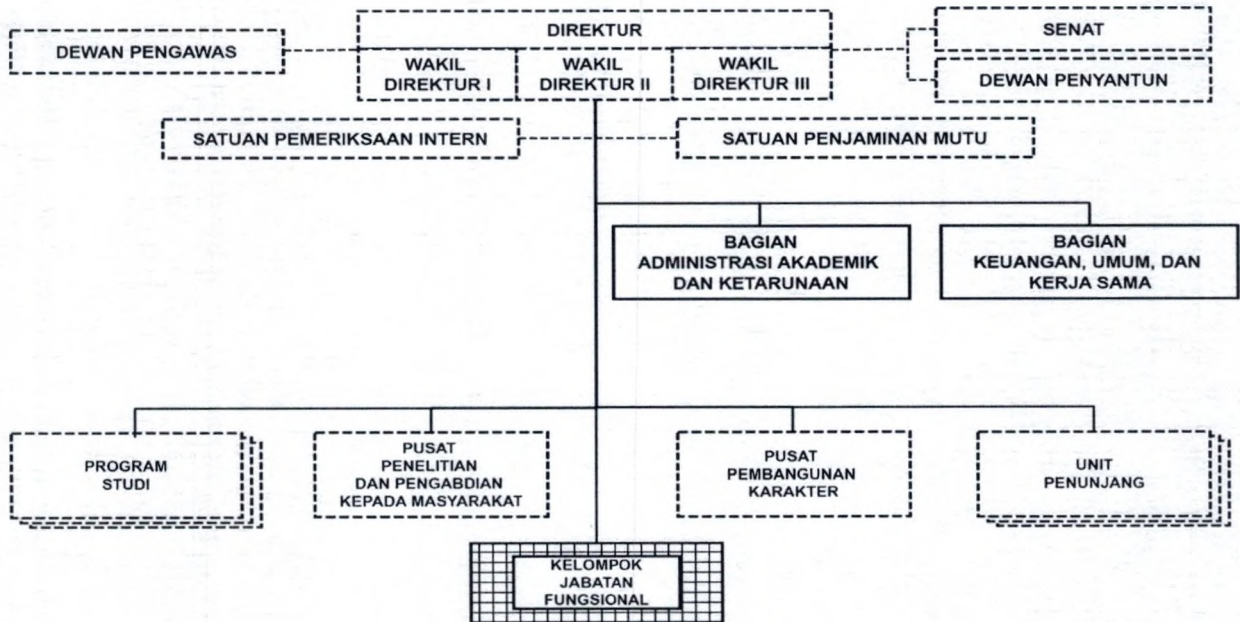 DIREKTUR
DEWAN PENGAWAS
WAKIL
DIREKTUR I
WAKIL
DIREKTUR II
WAKIL
DIREKTUR III
SENAT
DEWAN PENYANTUN
SATUAN PEMERIKSAAN INTERN
SATUAN PENJAMINAN MUTU
BAGIAN
ADMINISTRASI AKADEMIK
DAN KETARUNAAN
BAGIAN
KEUANGAN, UMUM, DAN
KERJA SAMA
PROGRAM
STUDI
PUSAT
PENELITIAN
DAN PENGABDIAN
KEPADA MASYARAKAT
PUSAT
PEMBANGUNAN
KARAKTER
UNIT
PENUNJANG
KELOMPOK
JABATAN
FUNGSIONAL